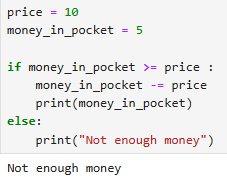 price = 10
money_in_pocket = 5

if money_in_pocket >= price :
    money_in_pocket -= price
    print(money_in_pocket)
else:
    print("Not enough money")
Not enough money